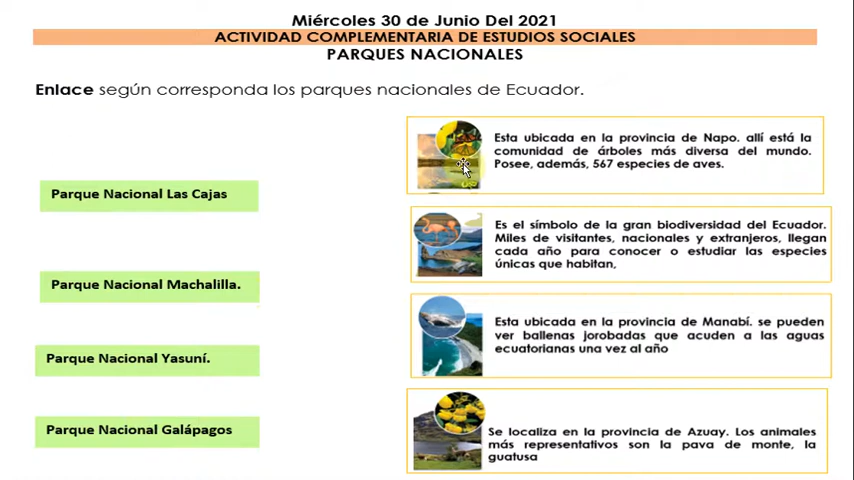 Miércoles 30 de Junio Del 2021
ACTIVIDAD COMPLEMENTARIA DE ESTUDIOS SOCIALES
PARQUES NACIONALES
Enlace según corresponda los parques nacionales de Ecuador.
Parque Nacional Las Cajas
Parque Nacional Machalilla.
Parque Nacional Yasuní.
Parque Nacional Galápagos
Esta ubicada en la provincia de Napo. allí está la
comunidad de árboles más diversa del mundo.
Posee, además, 567 especies de aves.
Es el símbolo de la gran biodiversidad del Ecuador.
Miles de visitantes, nacionales y extranjeros, llegan
cada año para conocer o estudiar las especies
únicas que habitan,
Esta ubicada en la provincia de Manabí. se pueden
ver ballenas jorobadas que acuden a las aguas
ecuatorianas una vez al año
Se localiza en la provincia de Azuay. Los animales
más representativos son la pava de monte, la
guatusa